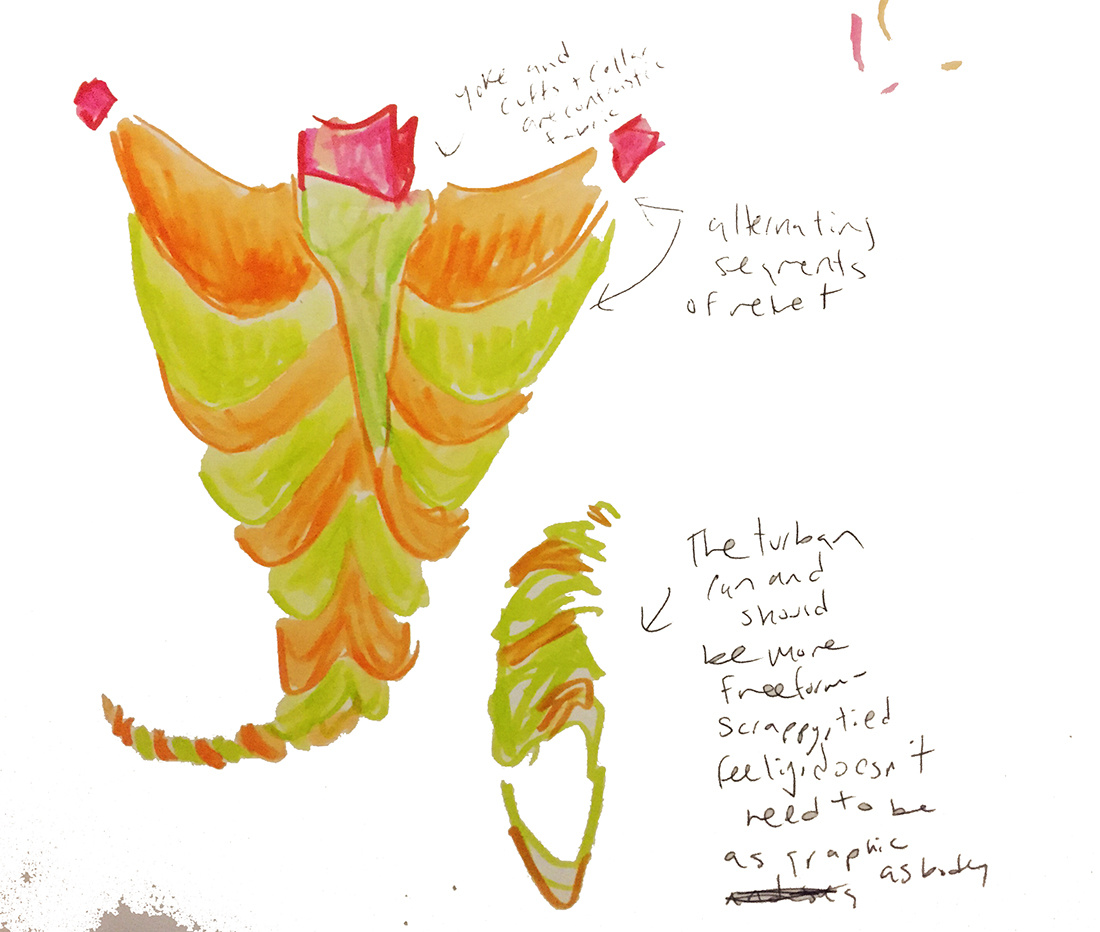 yoke and
cuffs + collar
are contrastic
fabric
alternating
segments
of velvet
The turban
can and
should
be more
freeform-
scrappy, tied
feeling, doesn't
need to be
as graphic
as body